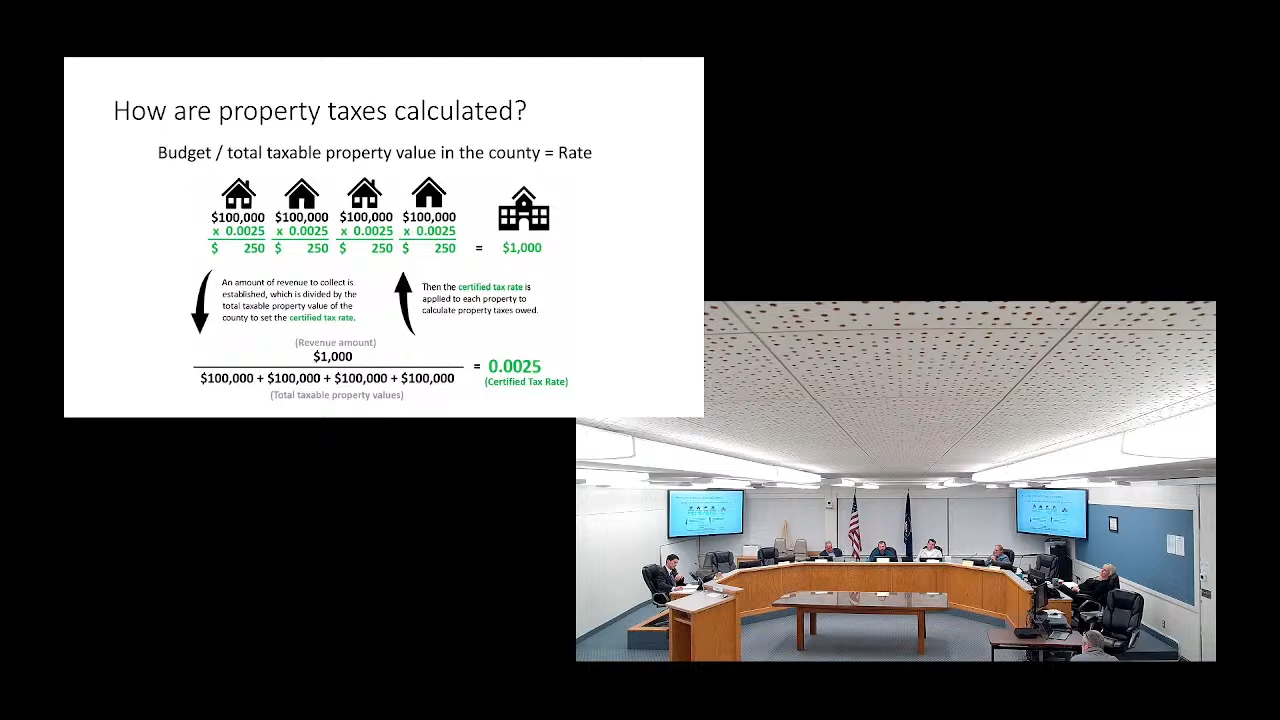 How are property taxes calculated?
Budget / total taxable property value in the county = Rate
$100,000 $100,000 $100,000 $100,000
x 0.0025 x 0.0025 x 0.0025 x 0.0025
$ 250 $ 250 $ 250 $ 250 = $1,000
An amount of revenue to collect is
established, which is divided by the
total taxable property value of the
county to set the certified tax rate.
Then the certified tax rate is
applied to each property to
calculate property taxes owed.
(Revenue amount)
$1,000
$100,000 + $100,000 + $100,000 + $100,000
(Total taxable property values)
= 0.0025
(Certified Tax Rate)